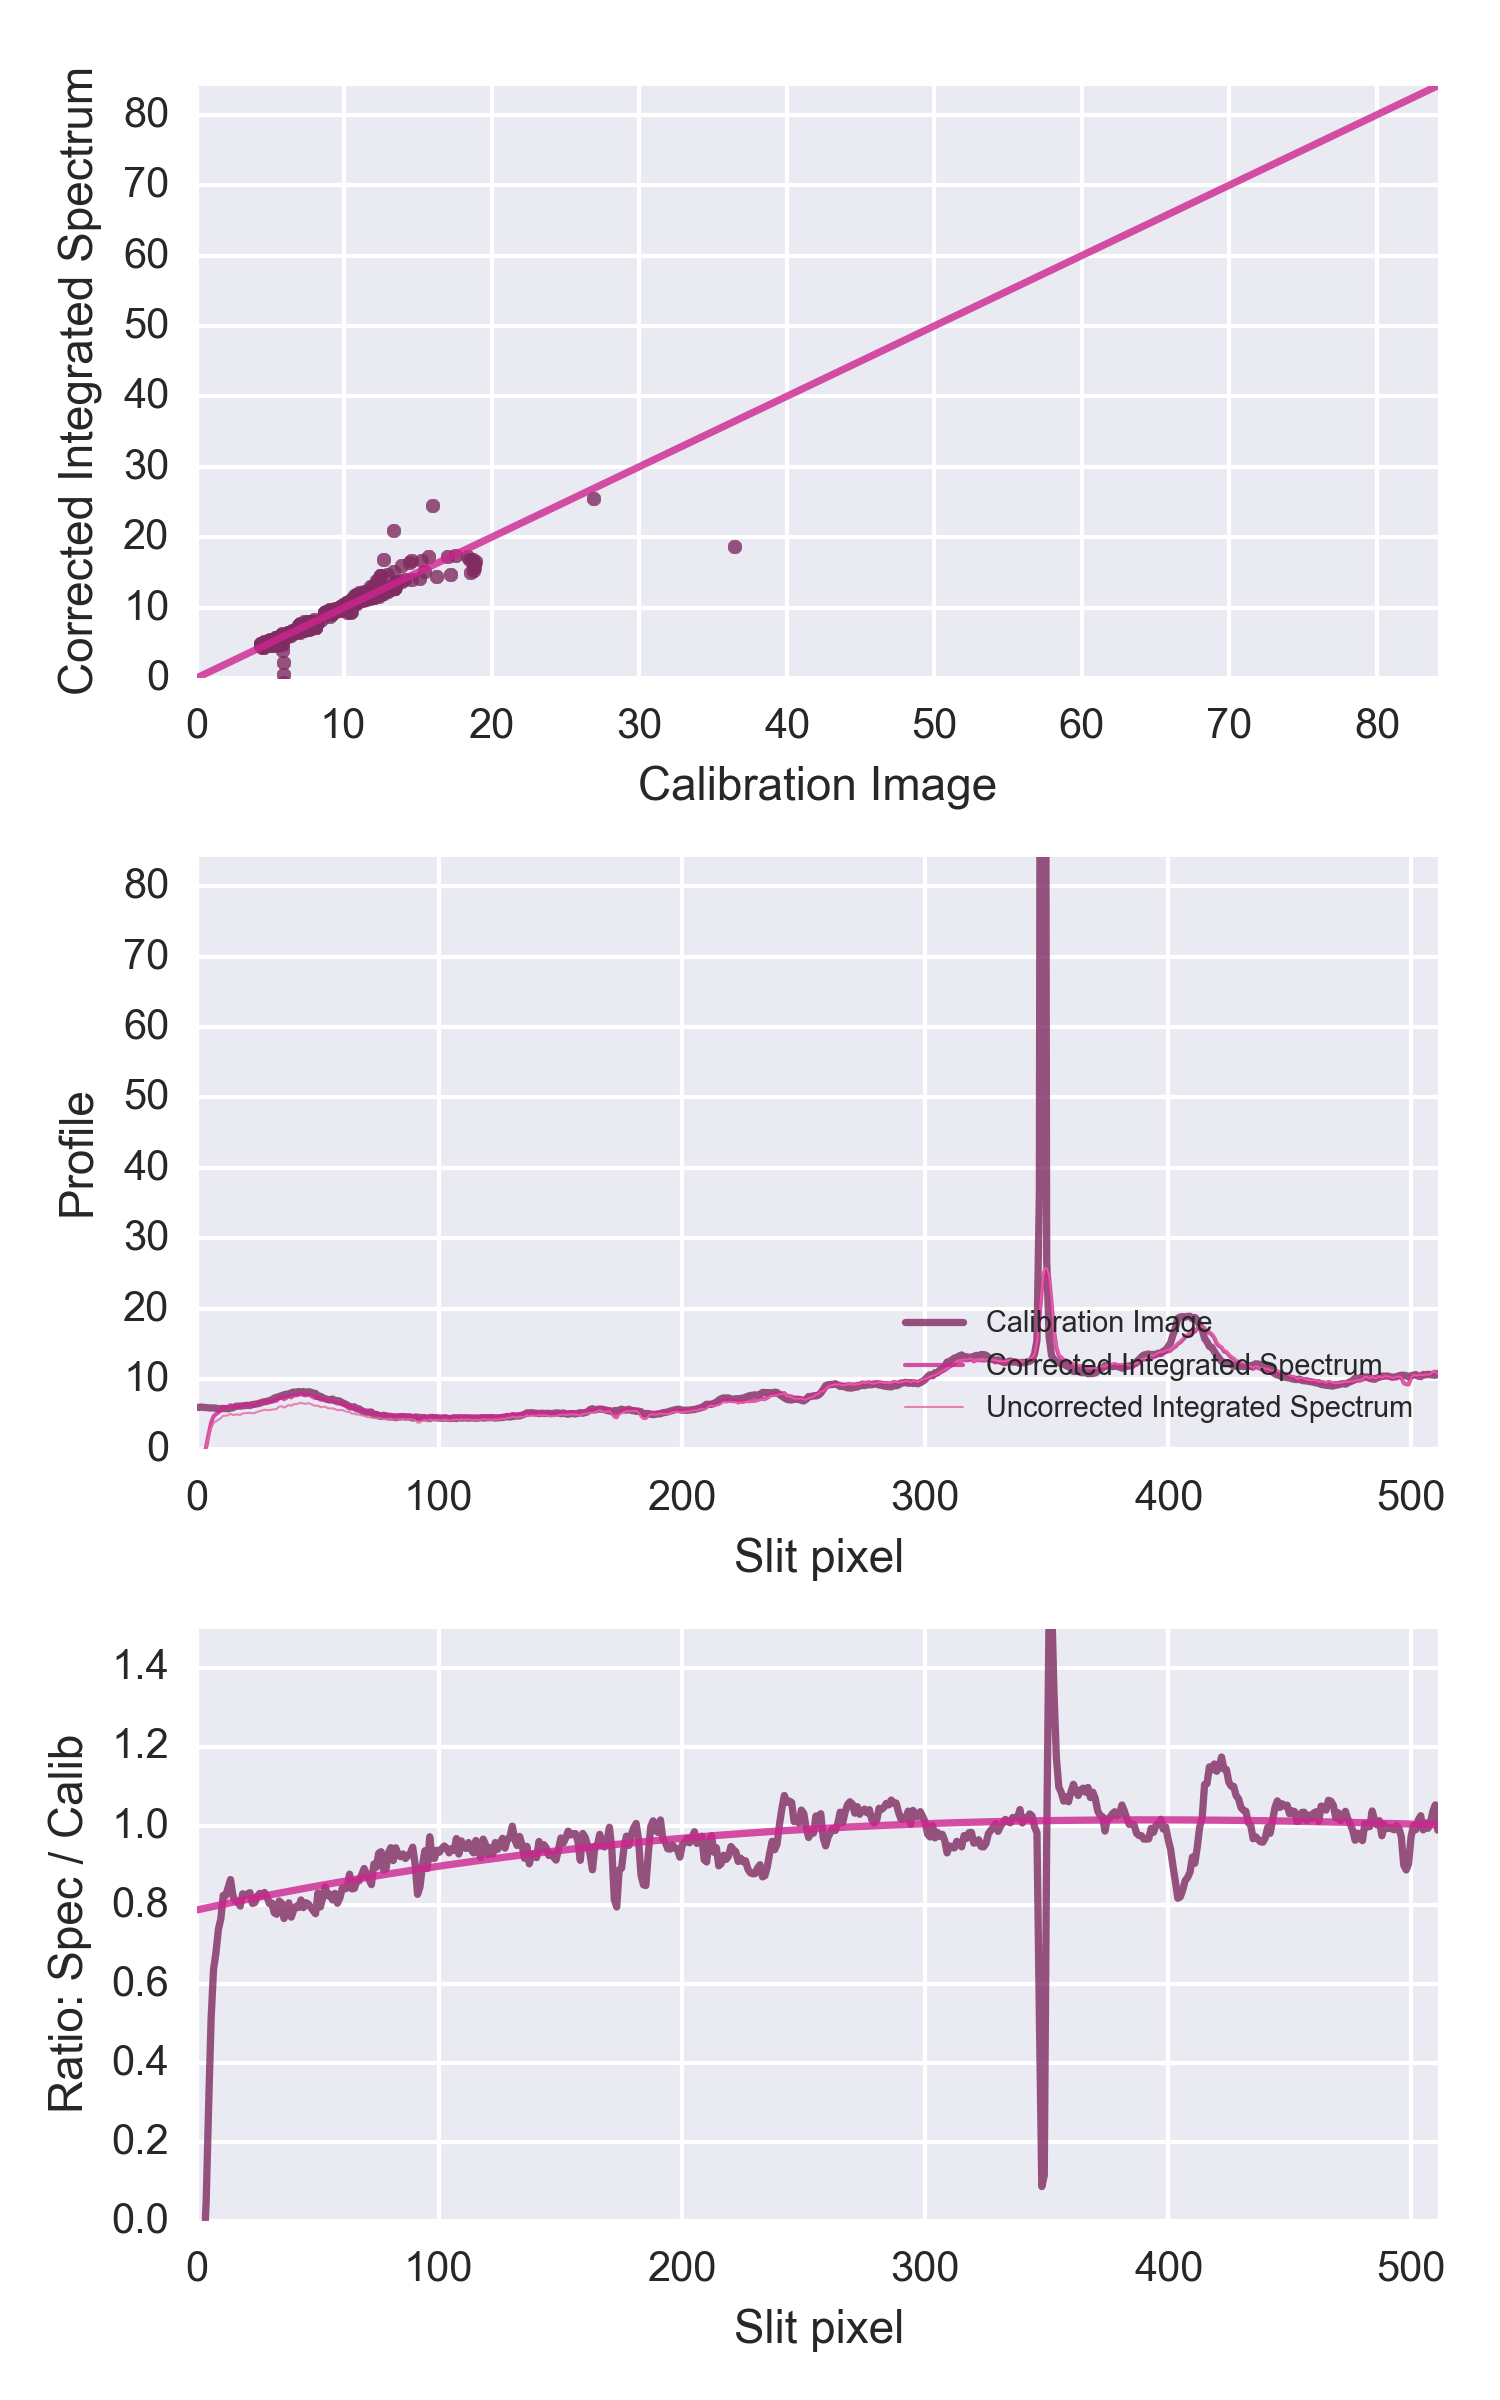 Corrected Integrated Spectrum
80
70
60
50
40
30
20
10
0
0 10 20 30 40 50 60 70 80
Calibration Image
Profile
80
70
60
50
40
30
20
10
0
Calibration Image
Corrected Integrated Spectrum
Uncorrected Integrated Spectrum
0 100 200 300 400 500
Slit pixel
Ratio: Spec / Calib
1.4
1.2
1.0
0.8
0.6
0.4
0.2
0.0
0 100 200 300 400 500
Slit pixel